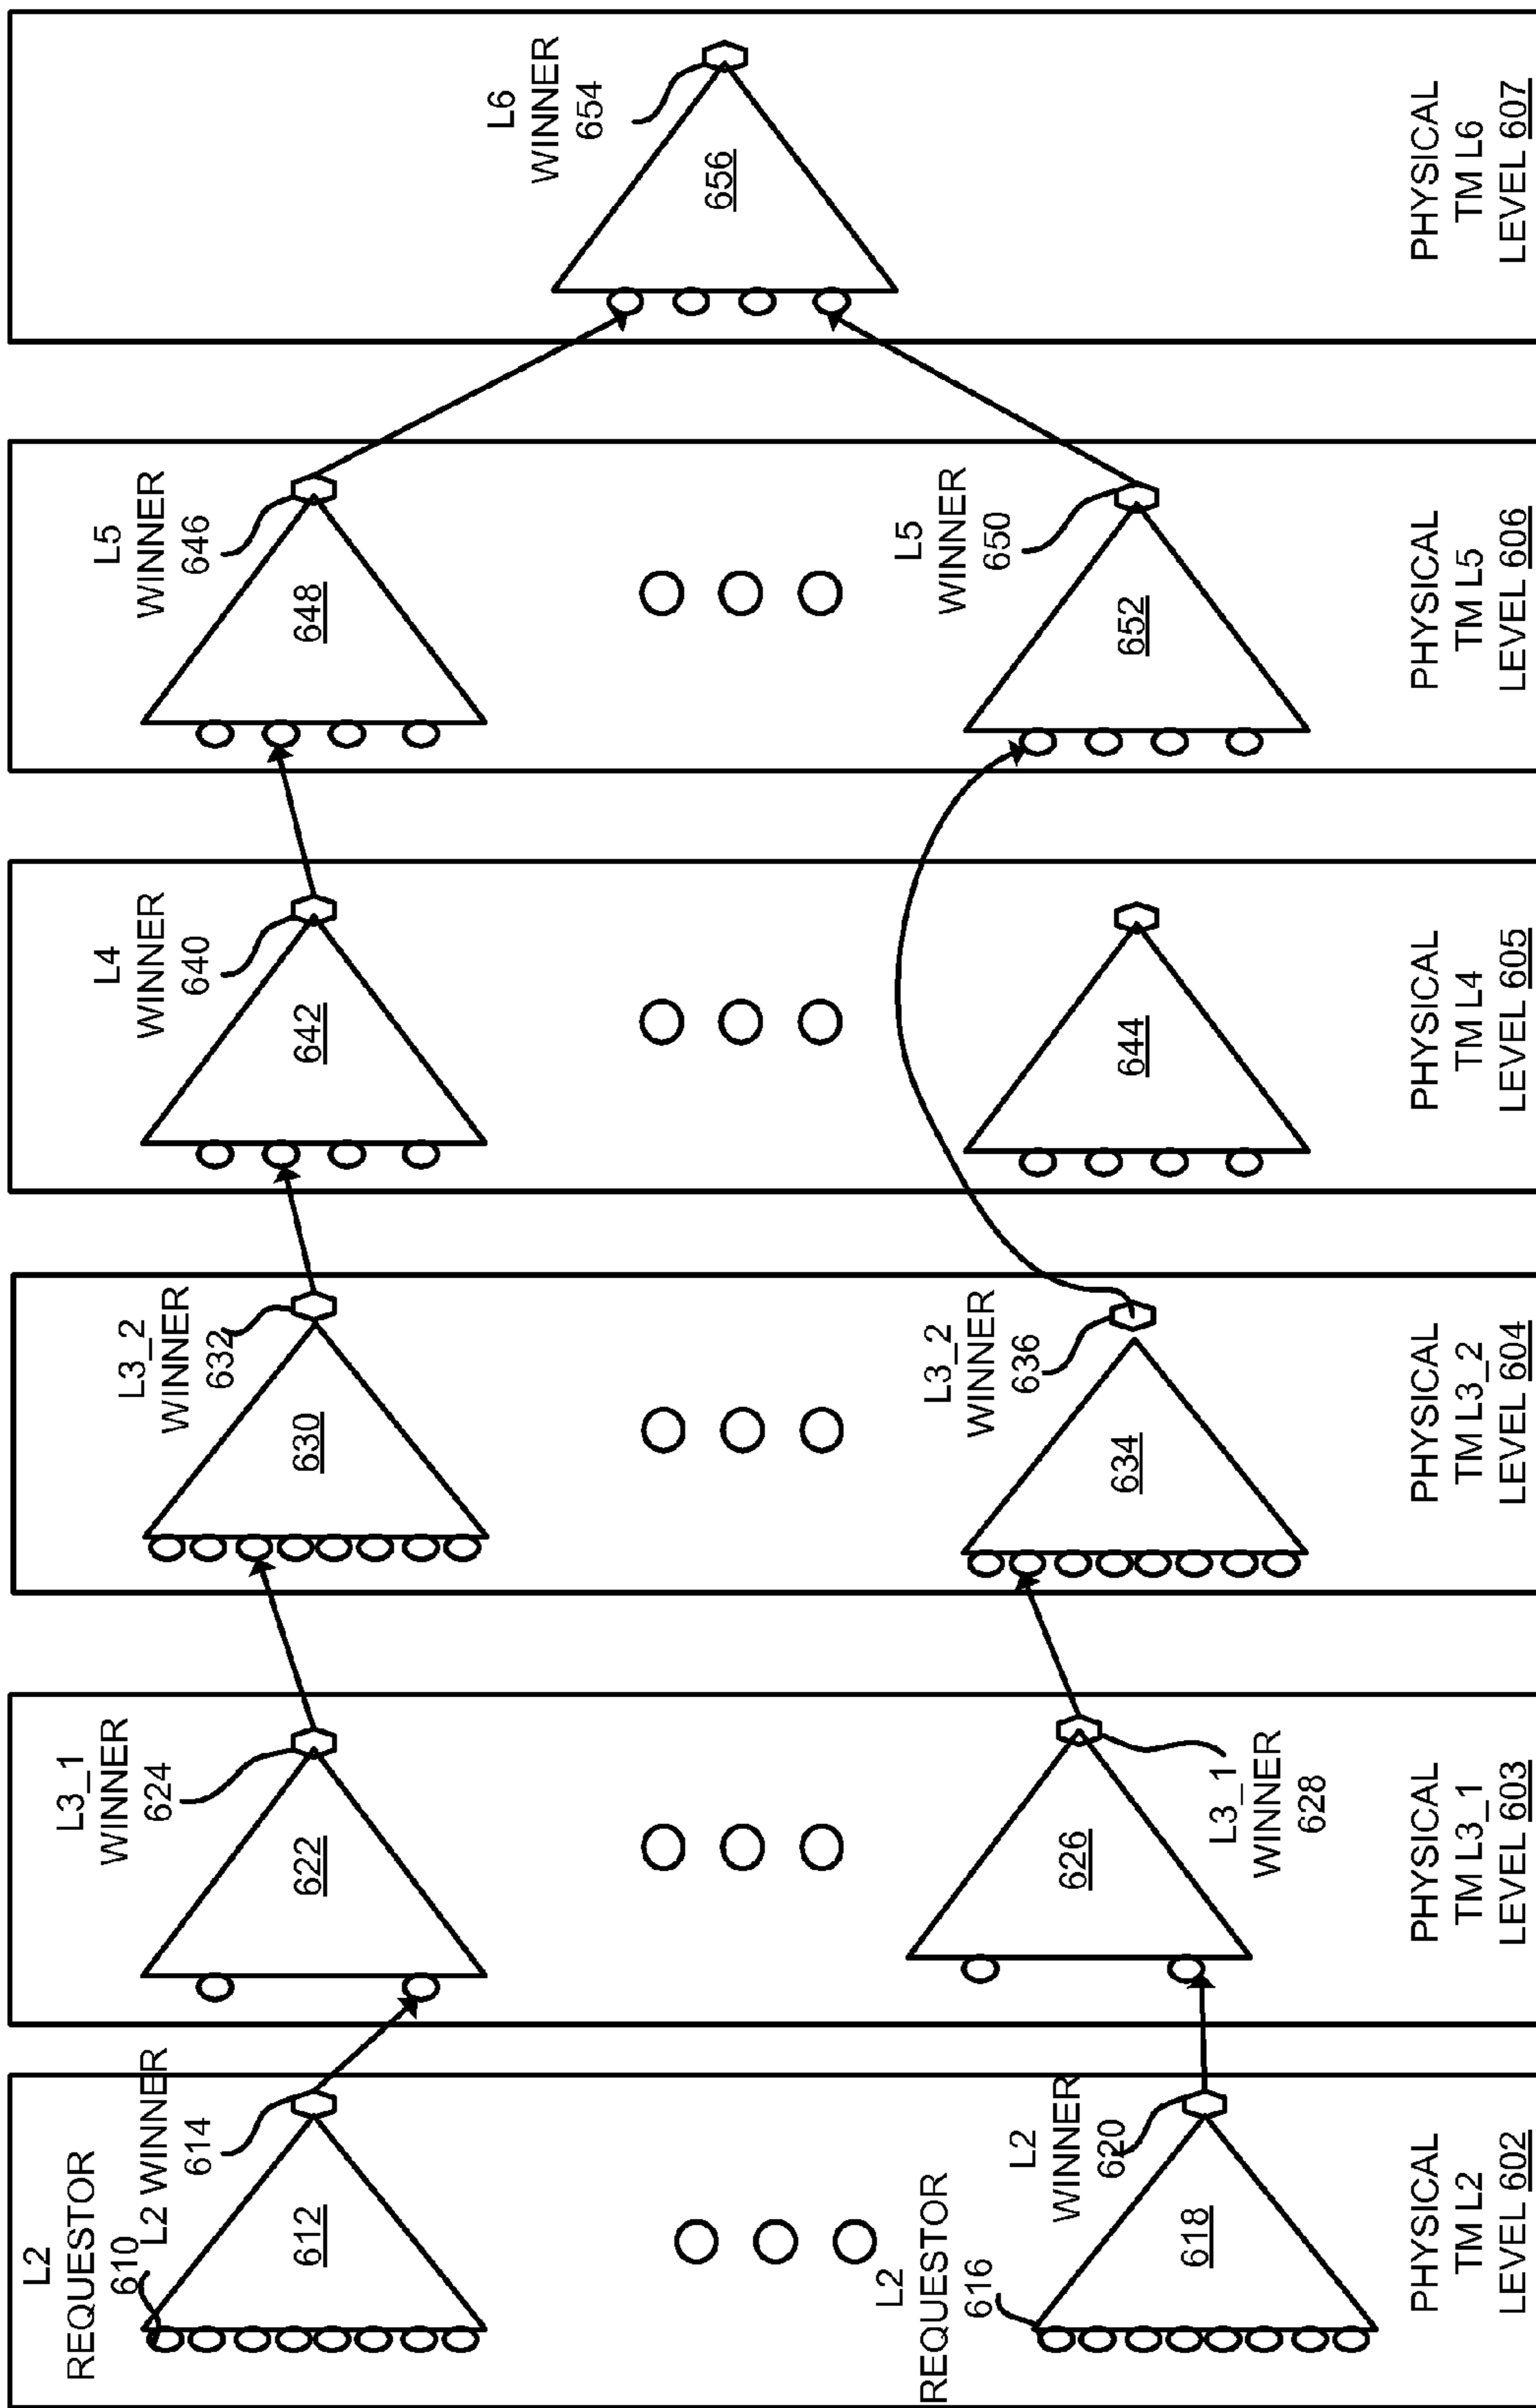 L2
REQUESTOR
610
L2 WINNER
614
612
L2
REQUESTOR
616
L2
WINNER
620
618
PHYSICAL
TM L2
LEVEL 602
L3_1
WINNER
624
622
626
L3_1
WINNER
628
PHYSICAL
TM L3_1
LEVEL 603
L3_2
WINNER
632
630
L3_2
WINNER
636
634
PHYSICAL
TM L3_2
LEVEL 604
L4
WINNER
640
642
644
PHYSICAL
TM L4
LEVEL 605
L5
WINNER
646
648
L5
WINNER
650
652
PHYSICAL
TM L5
LEVEL 606
L6
WINNER
654
656
PHYSICAL
TM L6
LEVEL 607